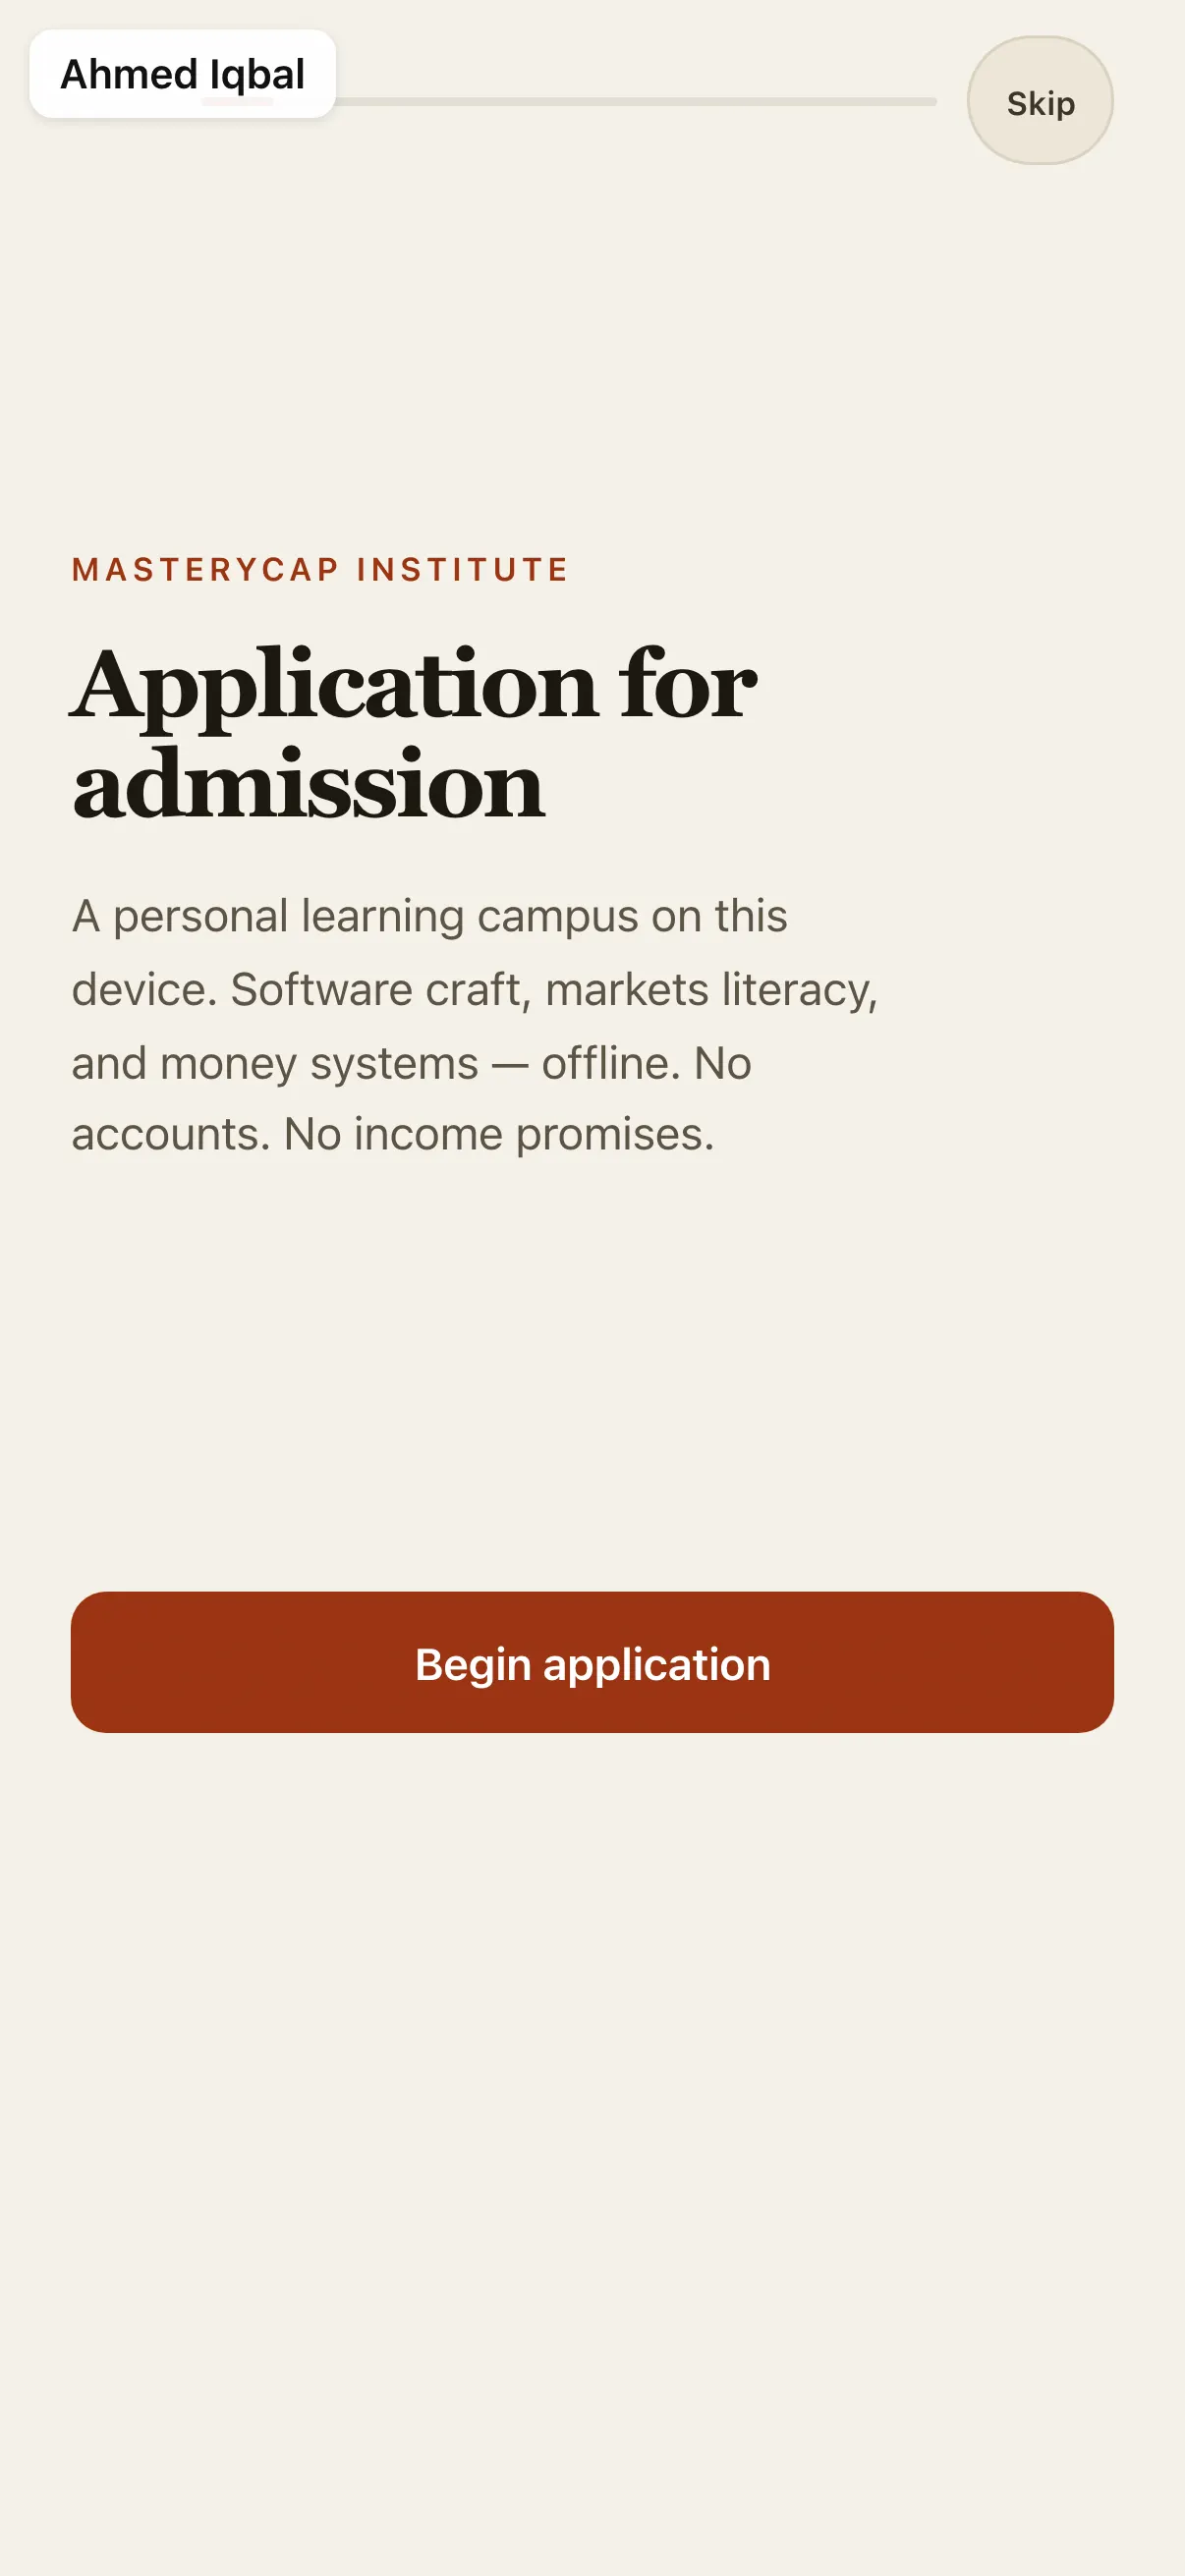 Ahmed Iqbal
Skip
MASTERYCAP INSTITUTE
Application for
admission
A personal learning campus on this
device. Software craft, markets literacy,
and money systems — offline. No
accounts. No income promises.
Begin application